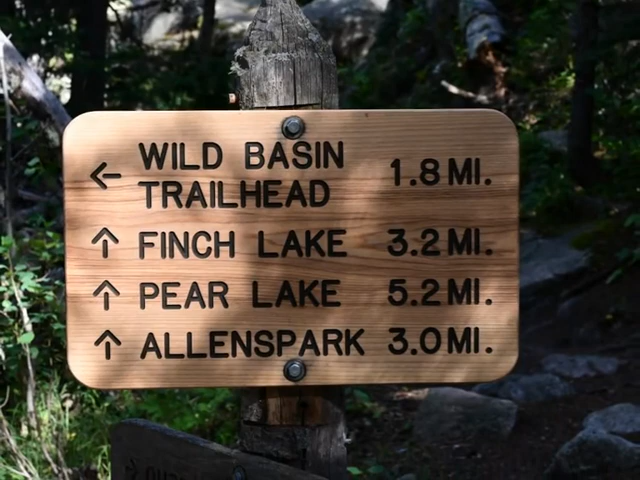 ← WILD BASIN
TRAILHEAD 1.8 MI.
↑ FINCH LAKE 3.2 MI.
↑ PEAR LAKE 5.2 MI.
↑ ALLENSPARK 3.0 MI.